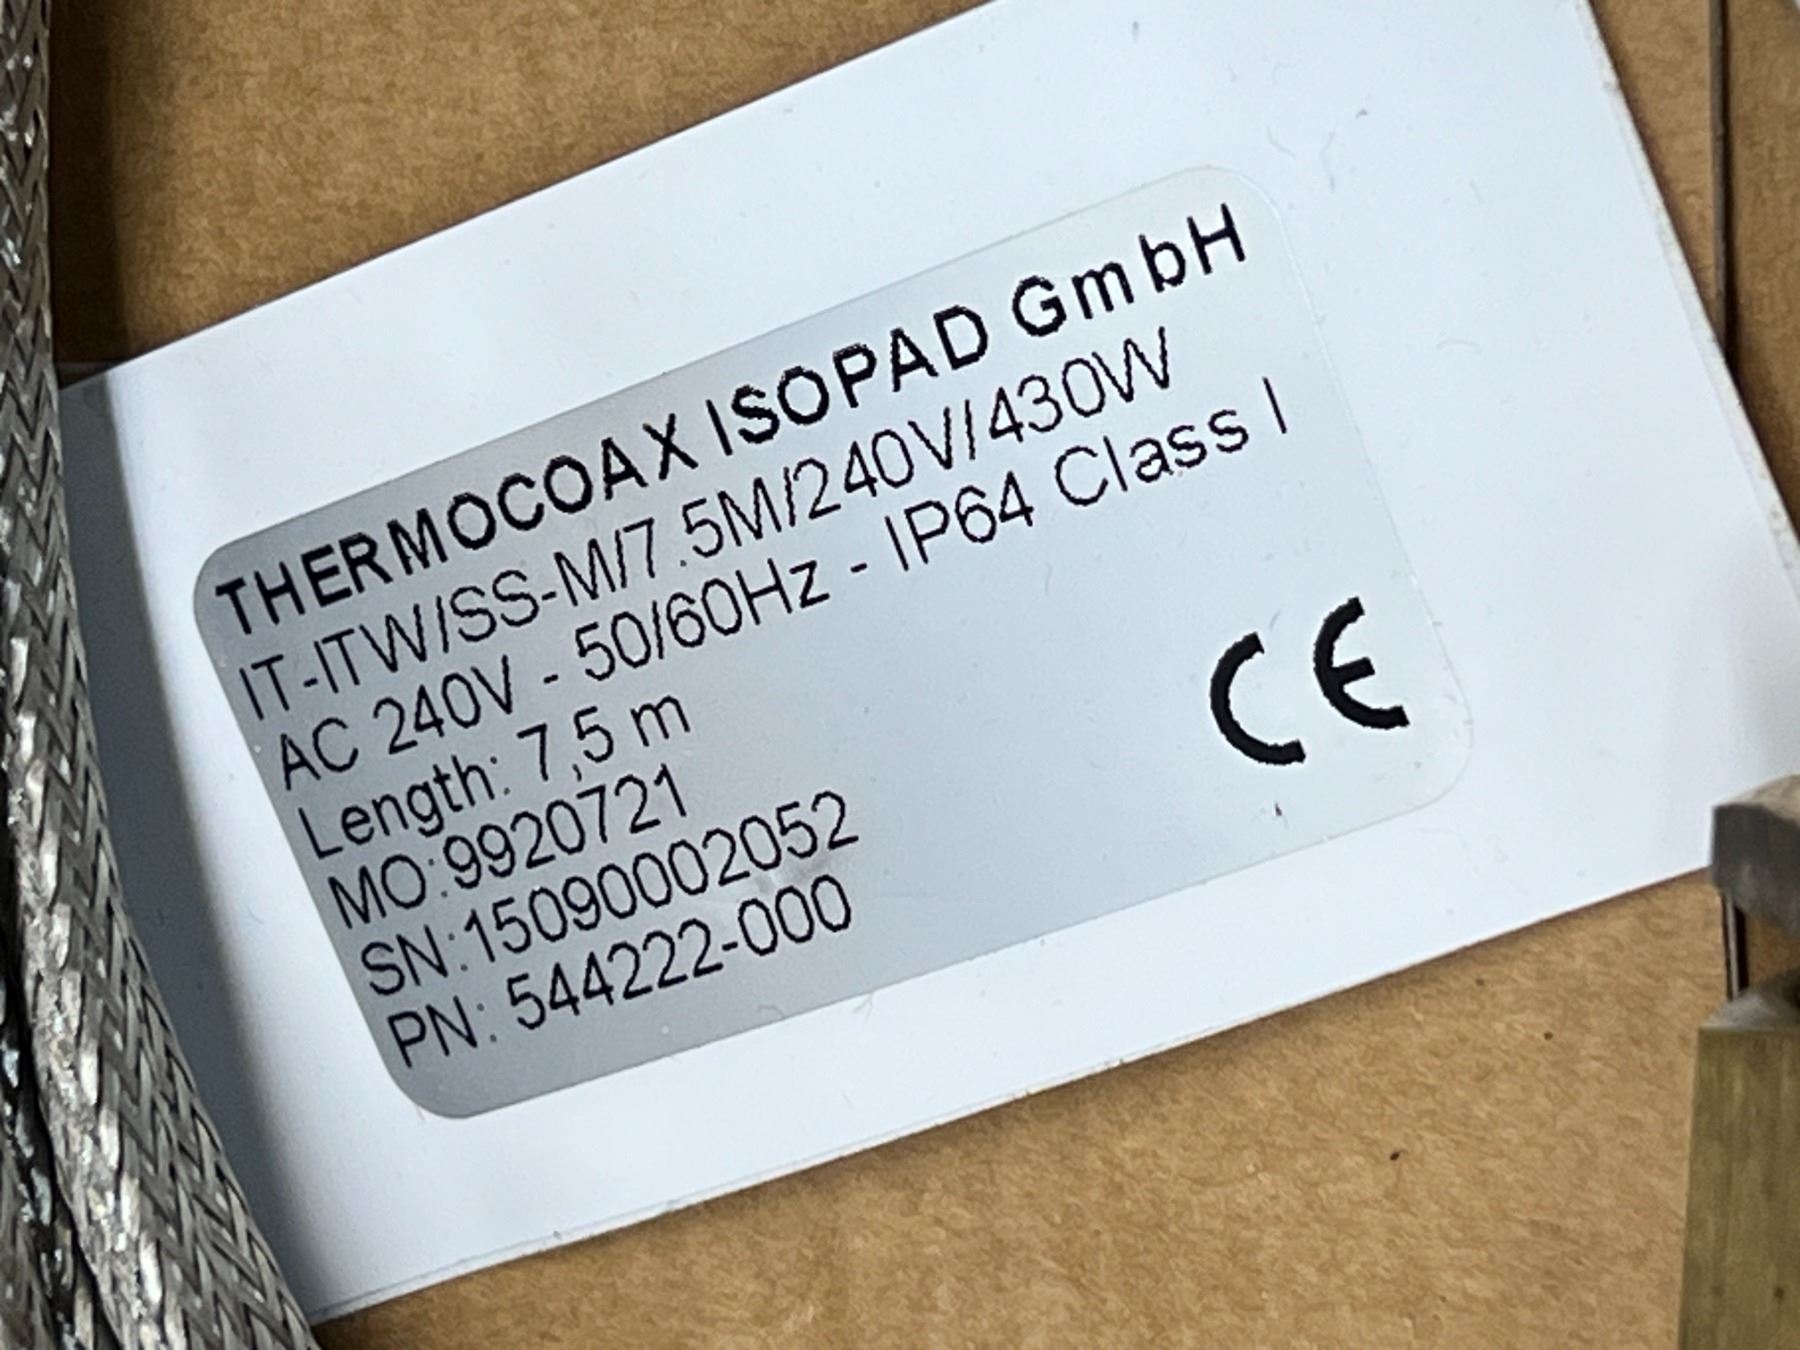 THERMOCOAX ISOPAD GmbH
IT-ITW/SS-M/7.5M/240V/430W
AC 240V - 50/60Hz - IP64 Class I
Length: 7,5 m
MO:9920721
SN:15090002052
PN: 544222-000
CE